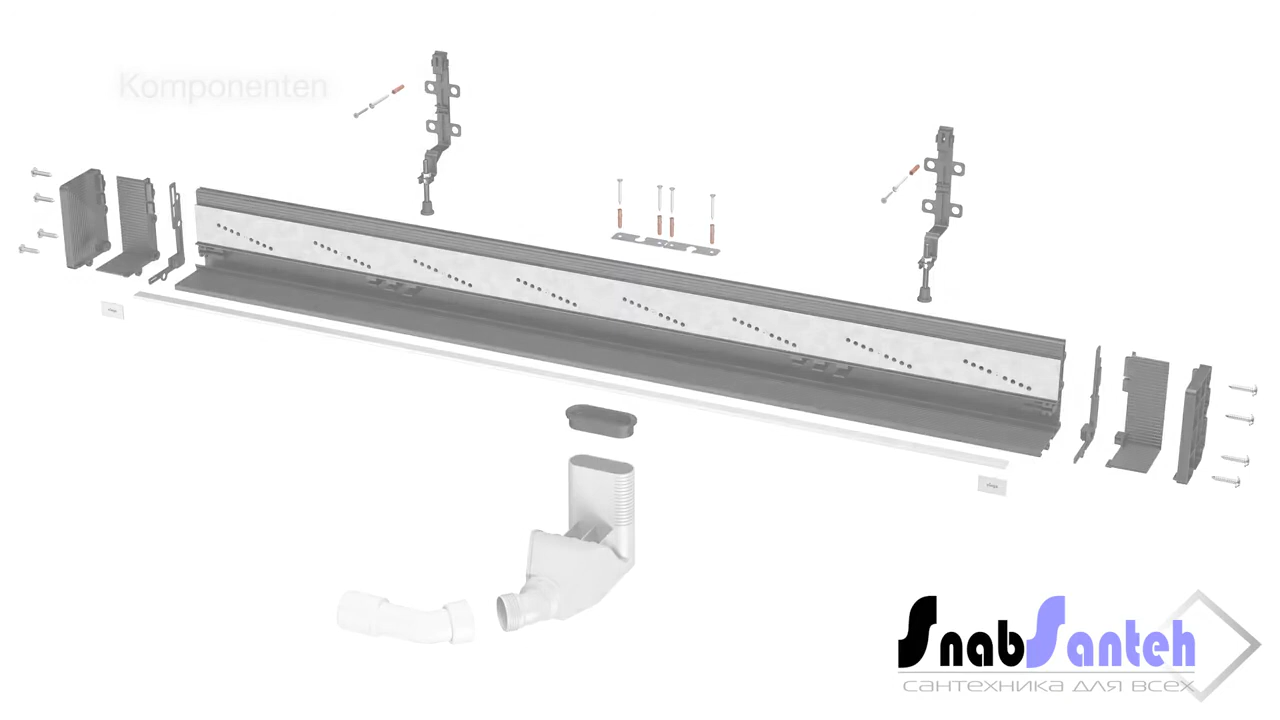 Komponenten
SnabSanteh
сантехника для всех